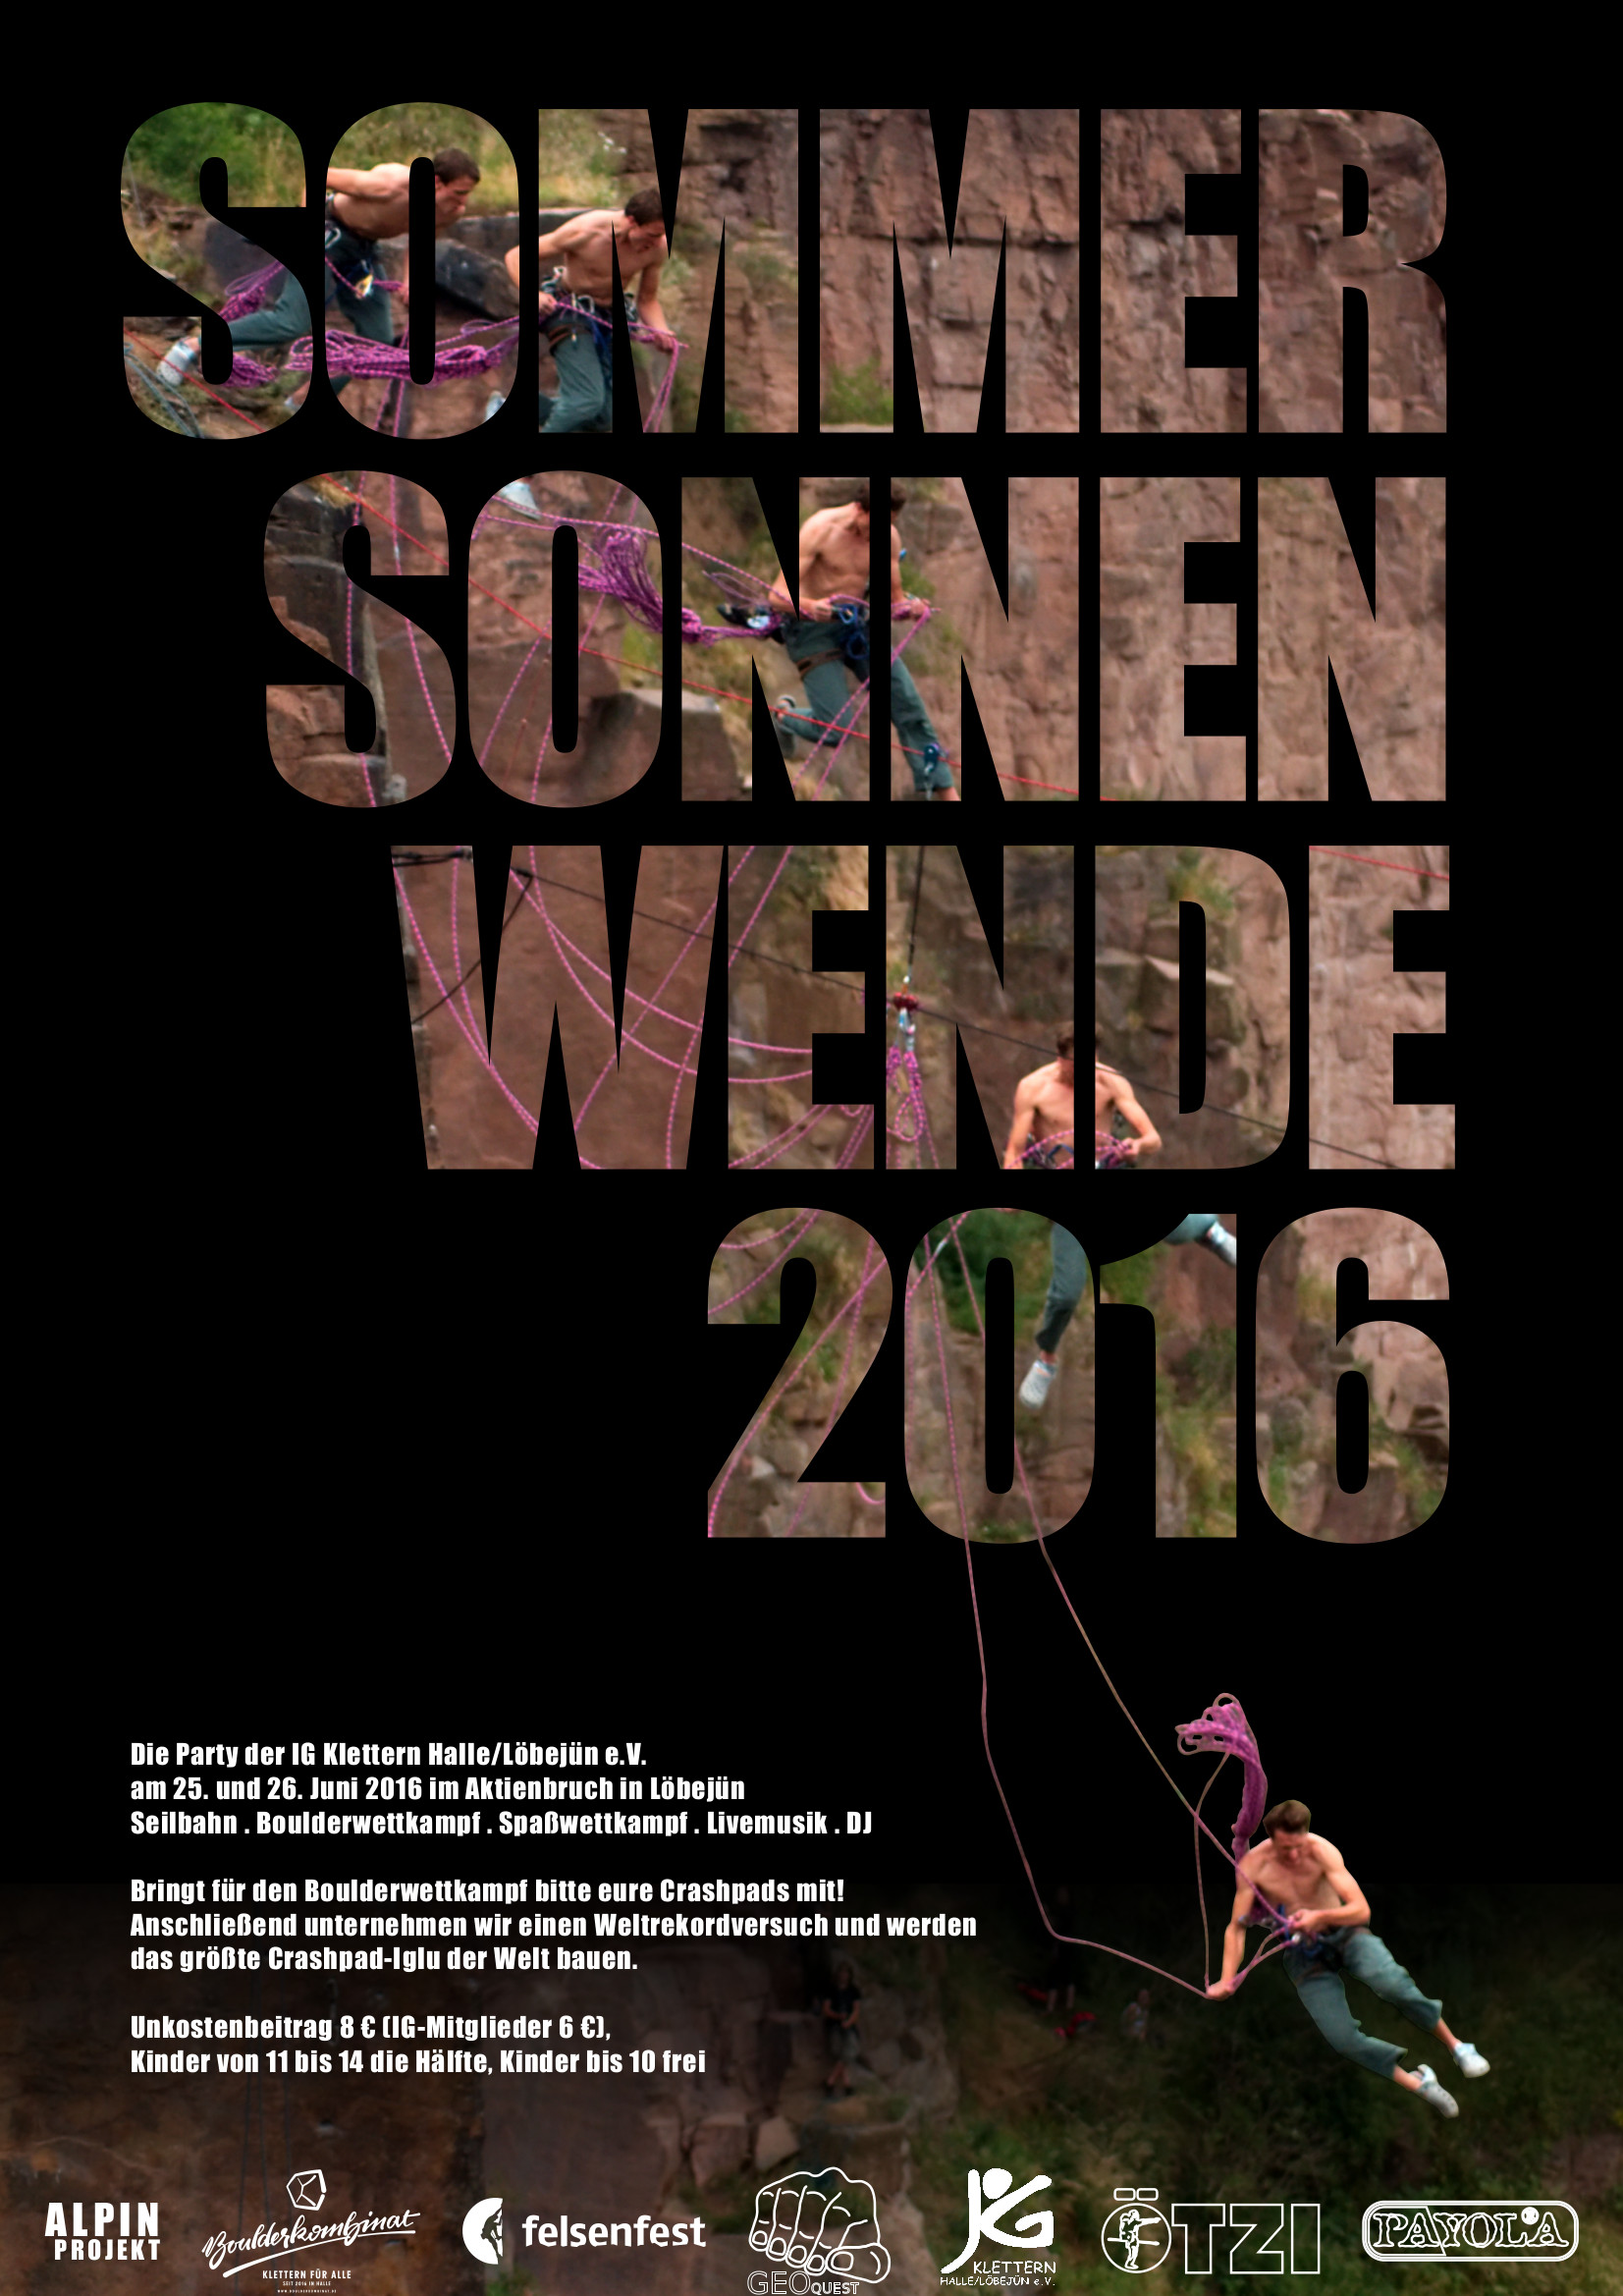 SOMMER
SONNEN
WENDE
2016
Die Party der IG Klettern Halle/Löbejün e.V.
am 25. und 26. Juni 2016 im Aktienbruch in Löbejün
Seilbahn . Boulderwettkampf . Spaßwettkampf . Livemusik . DJ
Bringt für den Boulderwettkampf bitte eure Crashpads mit!
Anschließend unternehmen wir einen Weltrekordversuch und werden
das größte Crashpad-Iglu der Welt bauen.
Unkostenbeitrag 8 € (IG-Mitglieder 6 €),
Kinder von 11 bis 14 die Hälfte, Kinder bis 10 frei
ALPIN
PROJEKT
Boulderkombinat
KLETTERN FÜR ALLE
felsenfest
GEOQUEST
IG
KLETTERN
HALLE/LÖBEJÜN e.V.
ÖTZI
PAYOLA